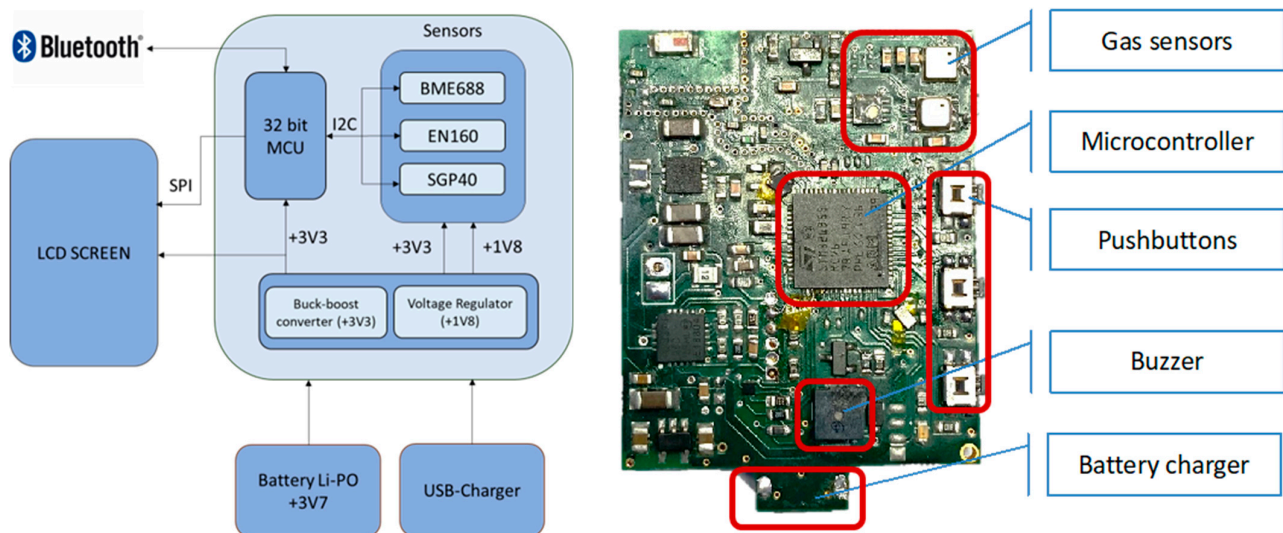 Bluetooth®
Sensors
BME688
32 bit
MCU
I2C
EN160
SGP40
SPI
LCD SCREEN
+3V3
+3V3
+1V8
Buck-boost
converter (+3V3)
Voltage Regulator
(+1V8)
Battery Li-PO
+3V7
USB-Charger
Gas sensors
Microcontroller
Pushbuttons
Buzzer
Battery charger